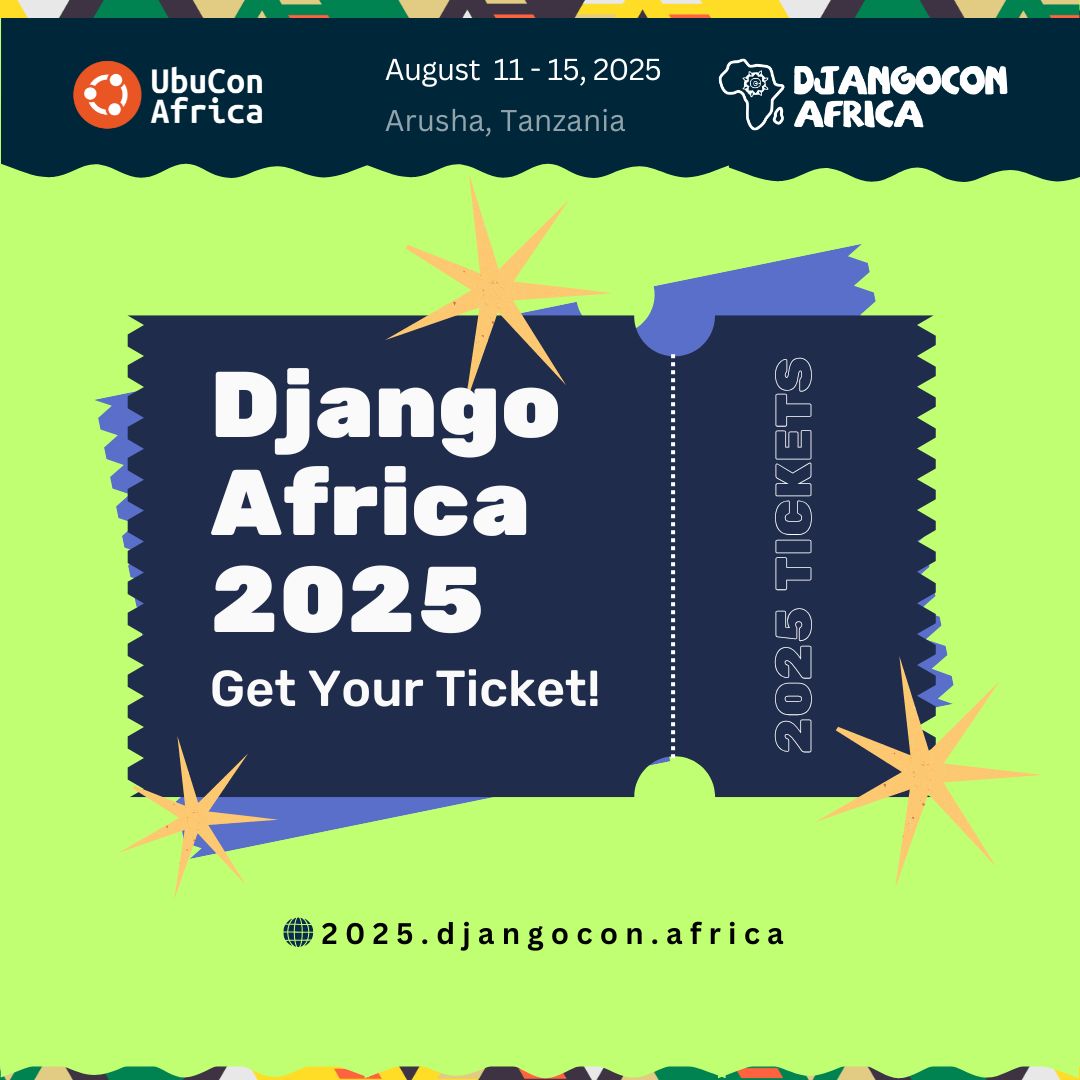 UbuCon
Africa
August 11 - 15, 2025
Arusha, Tanzania
DJANGOCON
AFRICA
Django
Africa
2025
Get Your Ticket!
2025 TICKETS
2025.djangocon.africa